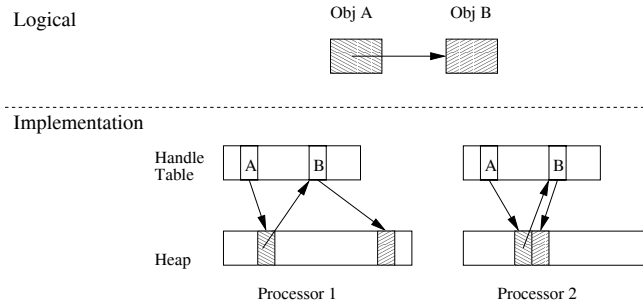 Obj A
Obj B
Logical
Implementation
Handle
Table
A
B
A
B
Heap
Processor 1
Processor 2